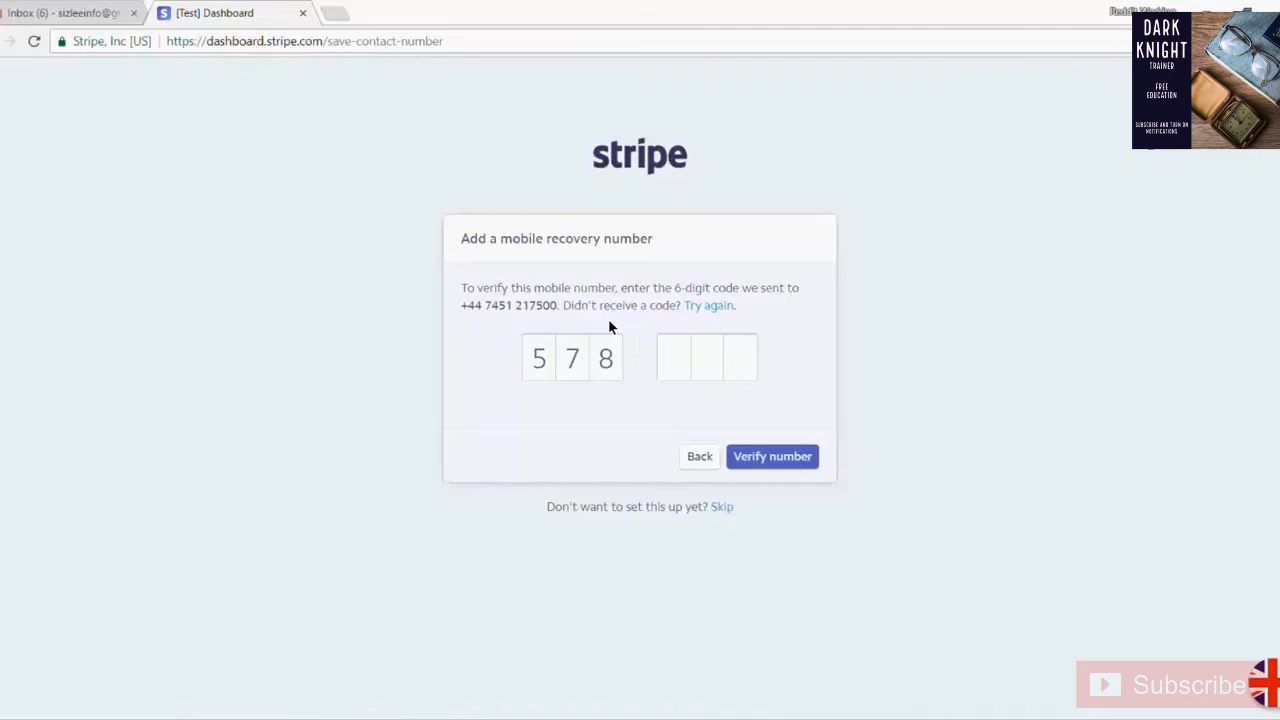 Inbox (6) - sizleeinfo@g
[Test] Dashboard
Stripe, Inc [US]
https://dashboard.stripe.com/save-contact-number
DARK
KNIGHT
TRAINER
FREE
EDUCATION
SUBSCRIBE AND TURN ON
NOTIFICATIONS
stripe
Add a mobile recovery number
To verify this mobile number, enter the 6-digit code we sent to
+44 7451 217500. Didn't receive a code? Try again.
5 7 8
Back
Verify number
Don't want to set this up yet? Skip
Subscribe